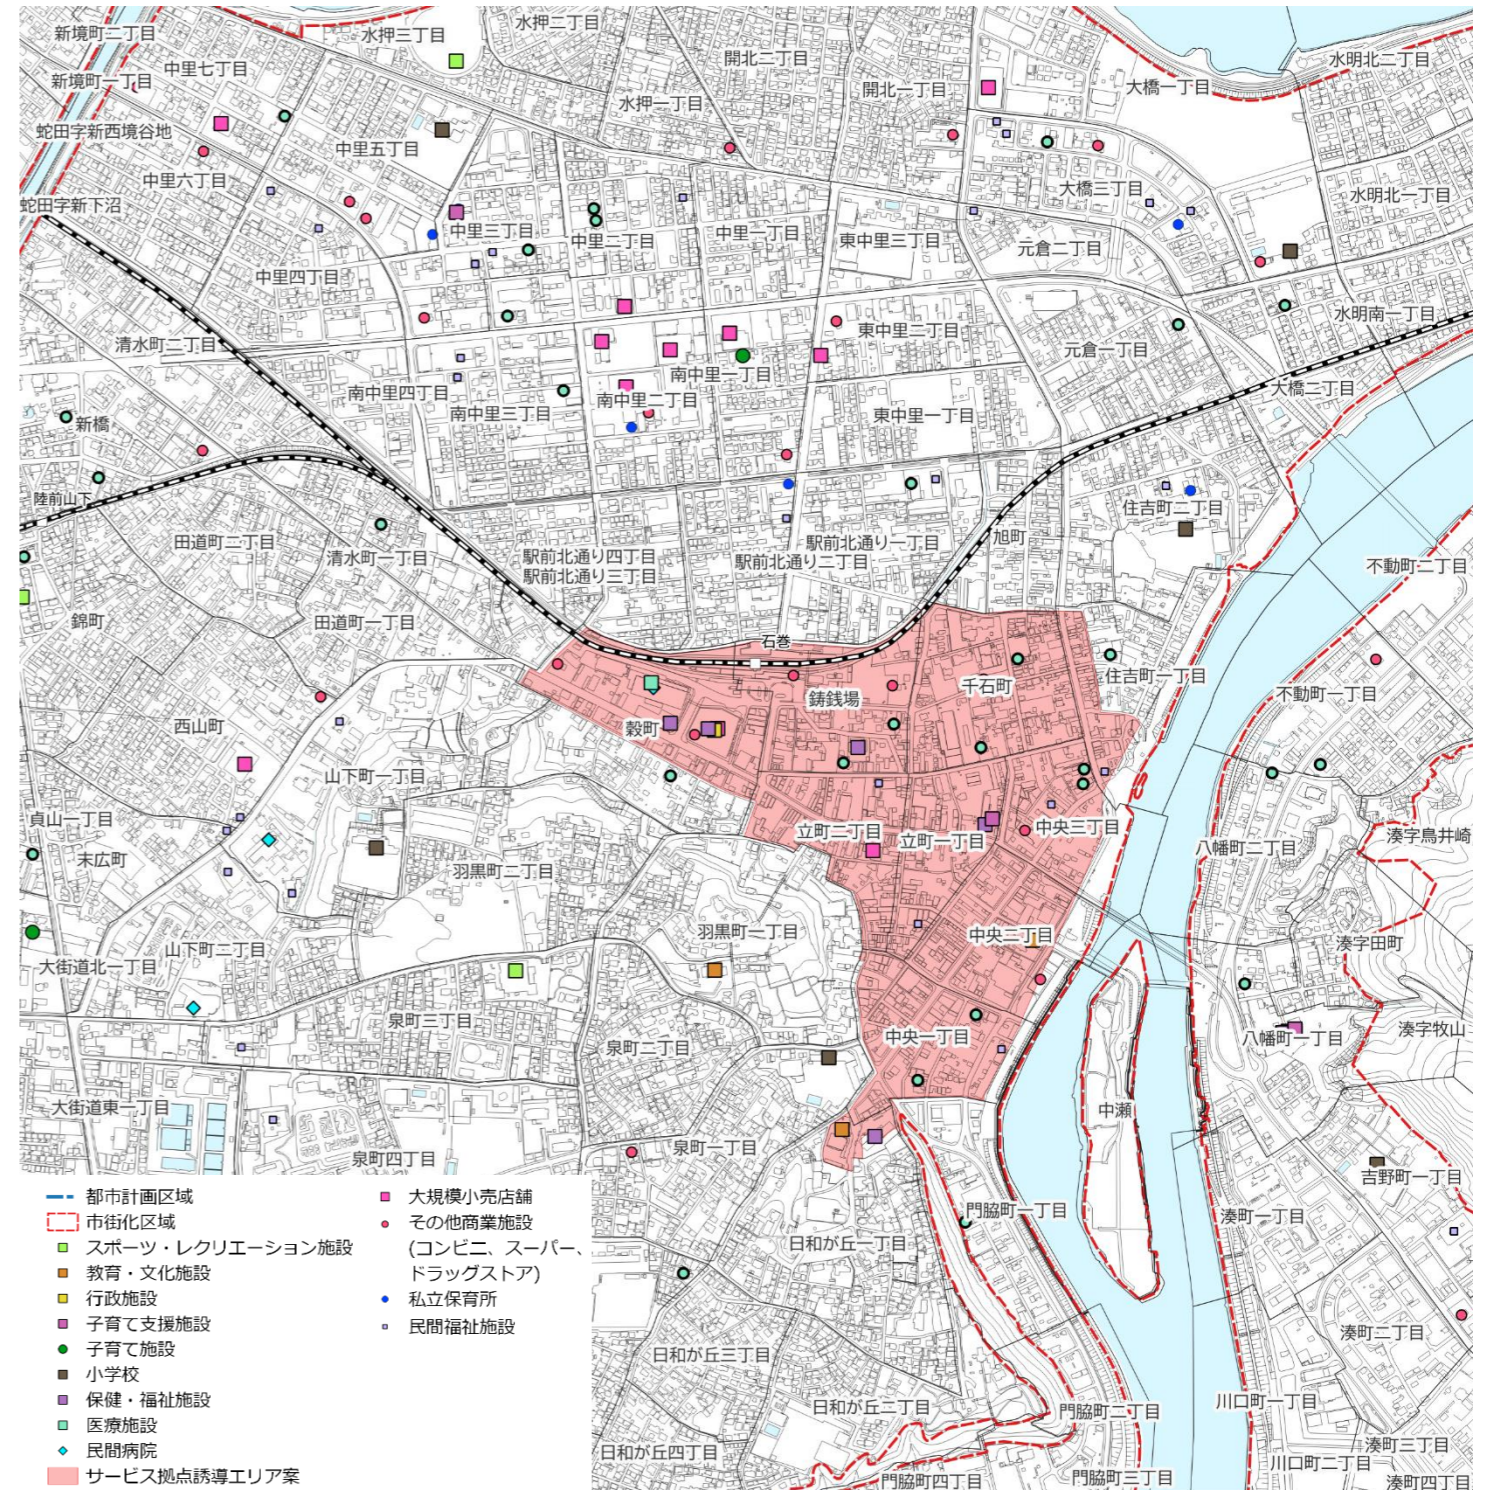 新境町二丁目
水押三丁目
水押二丁目
開北二丁目
水明北二丁目
新境町一丁目
中里七丁目
水押一丁目
開北一丁目
大橋一丁目
蛇田字新西境谷地
中里五丁目
中里六丁目
大橋三丁目
水明北一丁目
蛇田字新下沼
中里三丁目
中里二丁目
中里一丁目
東中里三丁目
元倉二丁目
中里四丁目
清水町二丁目
東中里二丁目
水明南一丁目
元倉一丁目
南中里四丁目
南中里三丁目
南中里二丁目
南中里一丁目
大橋二丁目
新橋
東中里一丁目
陸前山下
田道町二丁目
清水町一丁目
駅前北通り四丁目
駅前北通り三丁目
駅前北通り二丁目
駅前北通り一丁目
旭町
住吉町二丁目
不動町二丁目
錦町
田道町一丁目
石巻
住吉町一丁目
千石町
鋳銭場
不動町一丁目
西山町
穀町
山下町一丁目
貞山一丁目
末広町
羽黒町二丁目
立町二丁目
立町一丁目
中央三丁目
八幡町二丁目
湊字鳥井崎
羽黒町一丁目
中央二丁目
湊字田町
山下町二丁目
大街道北一丁目
泉町三丁目
泉町二丁目
中央一丁目
八幡町一丁目
湊字牧山
大街道東一丁目
中瀬
泉町四丁目
泉町一丁目
吉野町一丁目
門脇町一丁目
湊町一丁目
日和が丘一丁目
湊町二丁目
日和が丘三丁目
日和が丘二丁目
門脇町二丁目
川口町一丁目
日和が丘四丁目
湊町三丁目
川口町二丁目
門脇町四丁目
門脇町三丁目
湊町四丁目
都市計画区域
市街化区域
スポーツ・レクリエーション施設
教育・文化施設
行政施設
子育て支援施設
子育て施設
小学校
保健・福祉施設
医療施設
民間病院
サービス拠点誘導エリア案
大規模小売店舗
その他商業施設
(コンビニ、スーパー、
ドラッグストア)
私立保育所
民間福祉施設